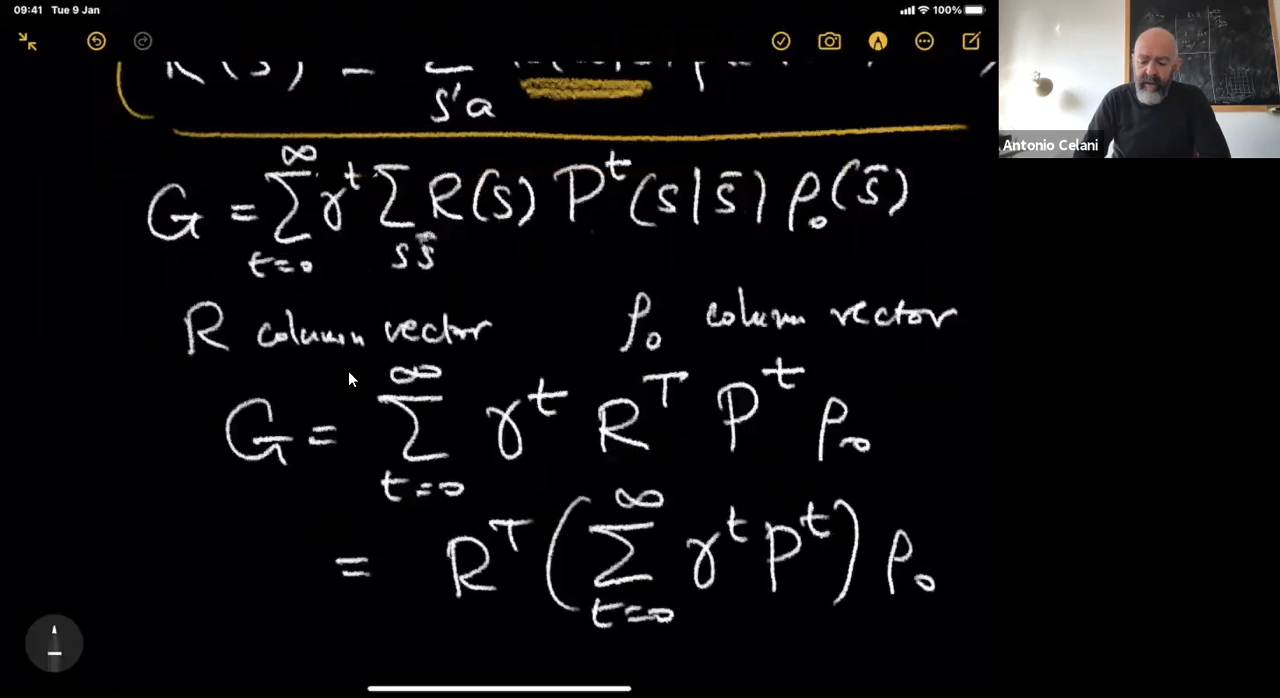 09:41 Tue 9 Jan
100%
Antonio Celani
s'a
G = ∑_{t=0}^{∞} γ^t ∑_{s s̄} R(s) P^t(s|s̄) ρ₀(s̄)
R column vector ρ₀ column vector
G = ∑_{t=0}^{∞} γ^t R^T P^t ρ₀
= R^T (∑_{t=0}^{∞} γ^t P^t) ρ₀